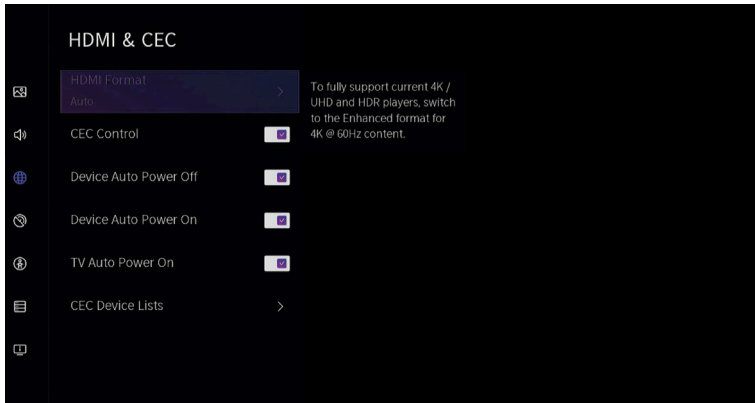 HDMI & CEC
HDMI Format
Auto
To fully support current 4K /
UHD and HDR players, switch
to the Enhanced format for
4K @ 60Hz content.
CEC Control
Device Auto Power Off
Device Auto Power On
TV Auto Power On
CEC Device Lists